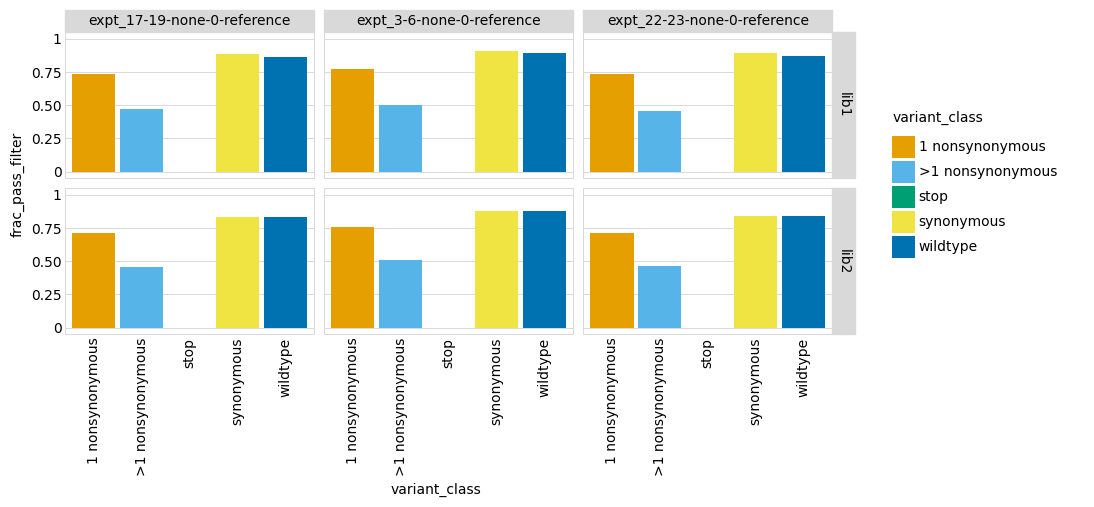 expt_17-19-none-0-reference
expt_3-6-none-0-reference
expt_22-23-none-0-reference
1
0.75
0.50
0.25
0
lib1
1
0.75
0.50
0.25
0
lib2
frac_pass_filter
1 nonsynonymous
>1 nonsynonymous
stop
synonymous
wildtype
1 nonsynonymous
>1 nonsynonymous
stop
synonymous
wildtype
1 nonsynonymous
>1 nonsynonymous
stop
synonymous
wildtype
variant_class
variant_class
1 nonsynonymous
>1 nonsynonymous
stop
synonymous
wildtype